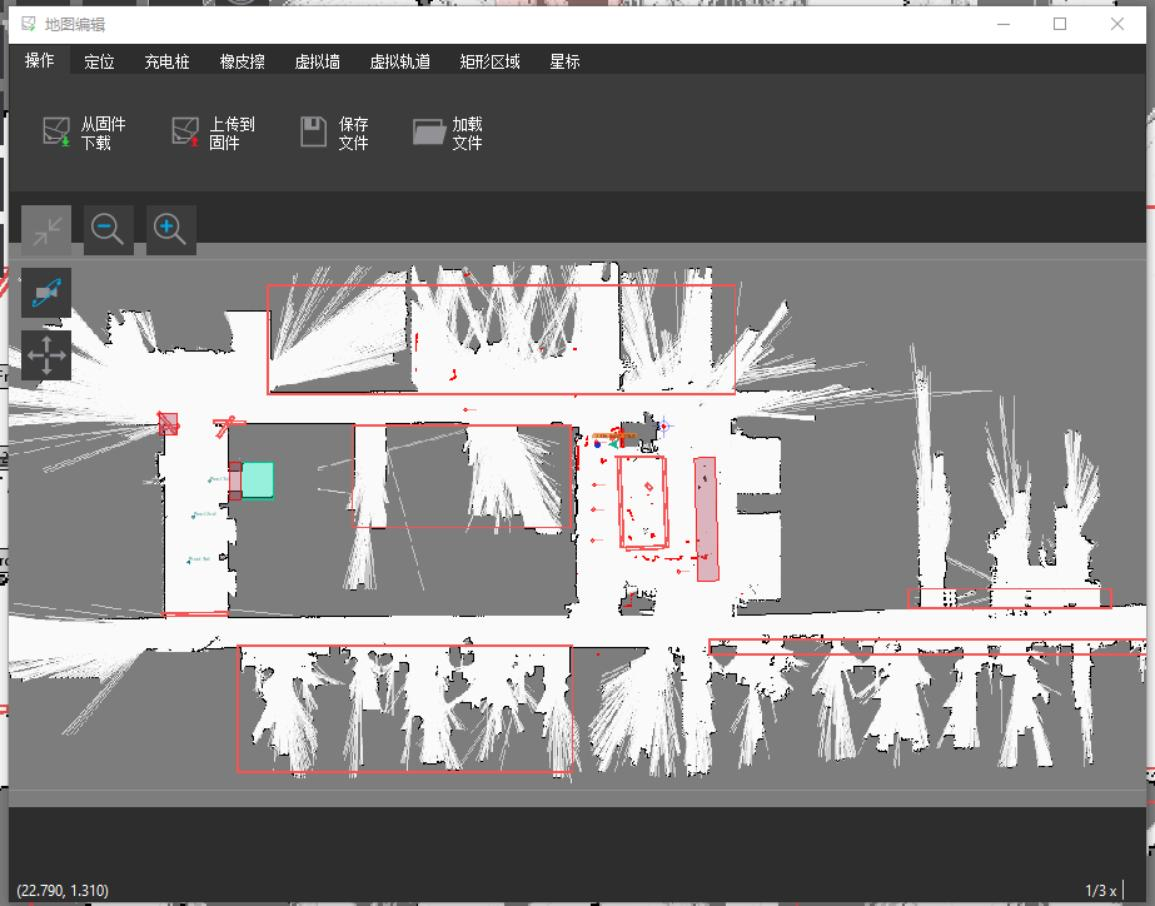 地图编辑
操作 定位 充电桩 橡皮擦 虚拟墙 虚拟轨道 矩形区域 星标
从固件
下载
上传到
固件
保存
文件
加载
文件
(22.790, 1.310)
1/3 x